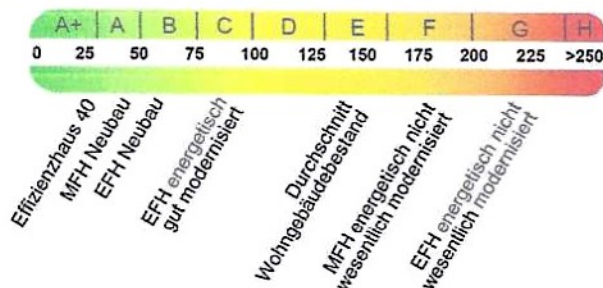 A+ A B C D E F G H
0 25 50 75 100 125 150 175 200 225 >250
Effizienzhaus 40
MFH Neubau
EFH Neubau
EFH energetisch
gut modernisiert
Durchschnitt
Wohngebäudebestand
MFH energetisch nicht
wesentlich modernisiert
EFH energetisch nicht
wesentlich modernisiert